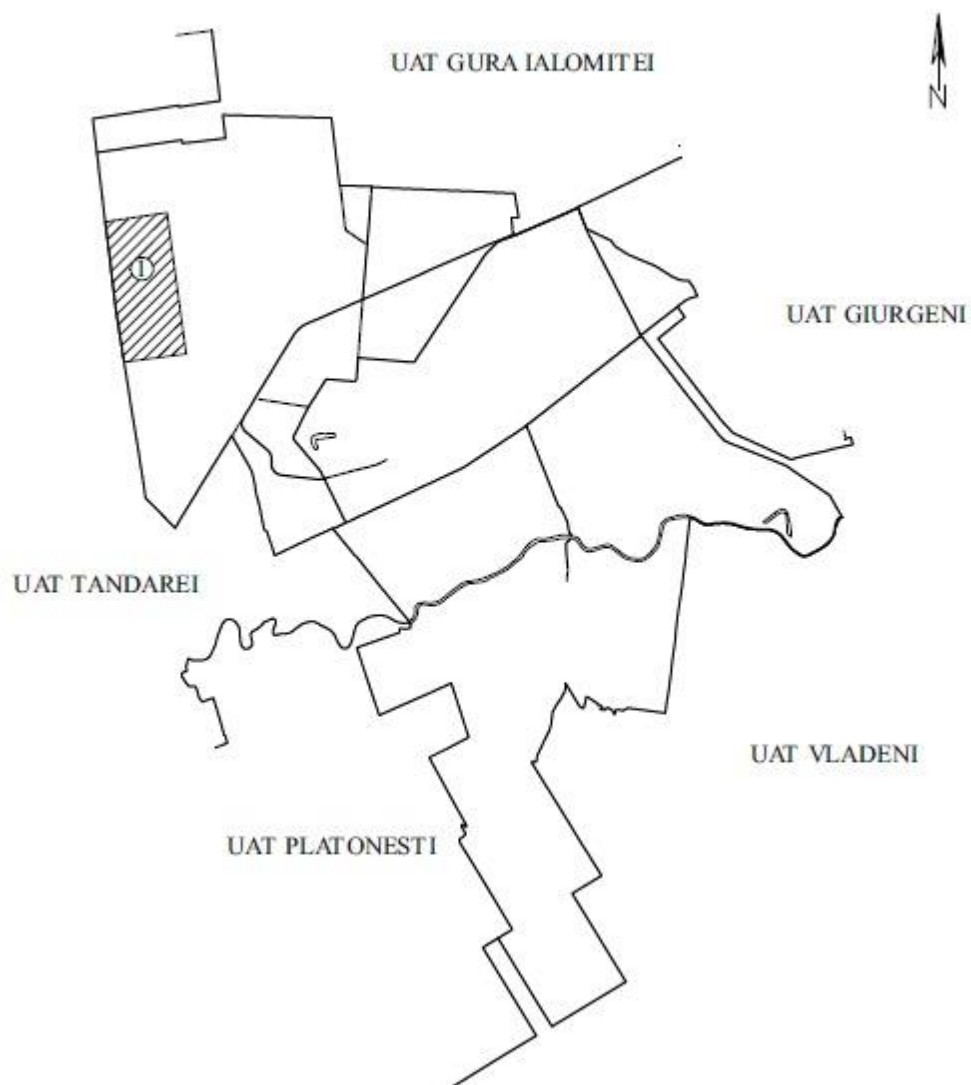 UAT GURA IALOMITEI
N
1
UAT GIURGENI
UAT TANDAREI
UAT VLADENI
UAT PLATONESTI